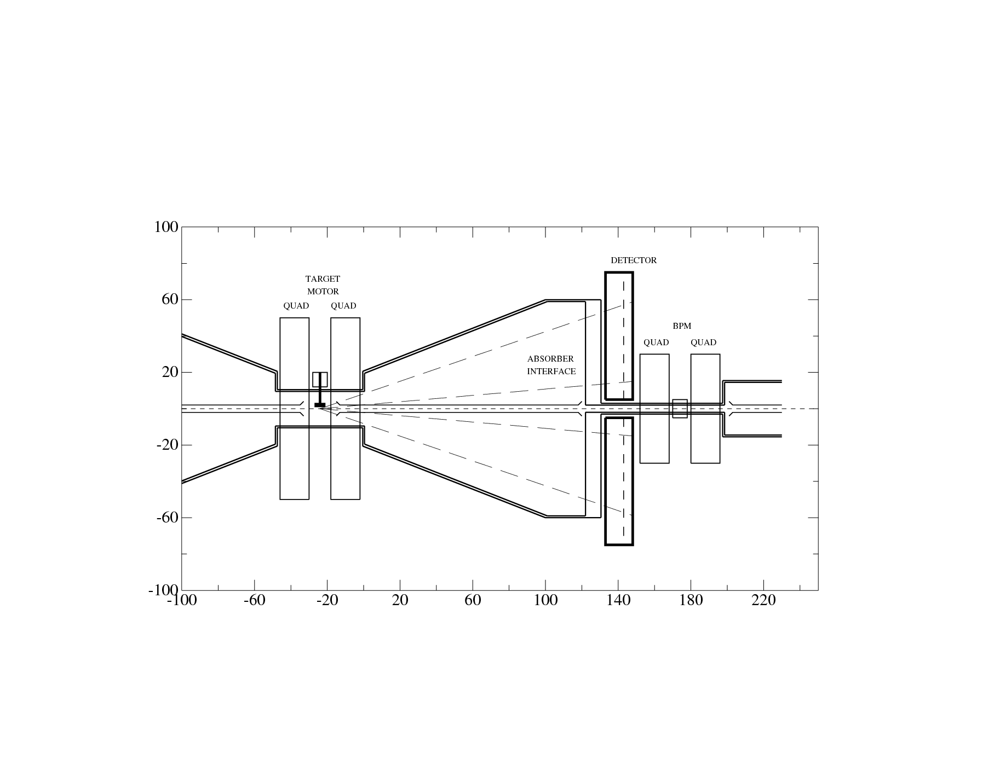 100
60
20
-20
-60
-100
DETECTOR
TARGET
MOTOR
QUAD QUAD
BPM
QUAD QUAD
ABSORBER
INTERFACE
-100 -60 -20 20 60 100 140 180 220